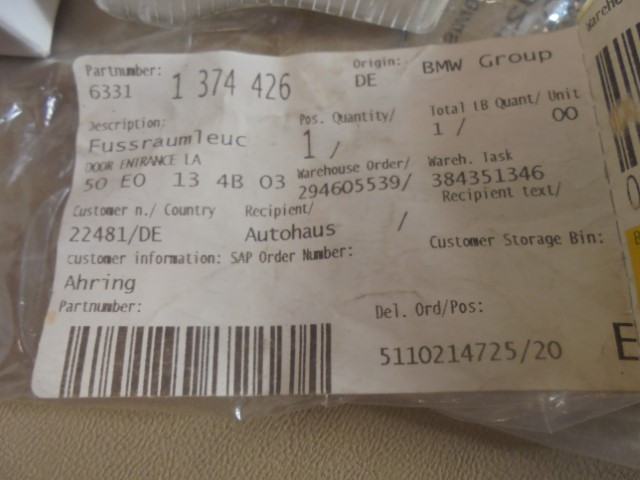 Partnumber: Origin: BMW Group
6331 1 374 426 DE
Description: Pos. Quantity/ Total LB Quant/ Unit
Fussraumleuc 1 / 1 / 00
DOOR ENTRANCE LA Warehouse Order/ Wareh. Task
50 E0 13 4B 03 294605539/ 384351346
Customer n./ Country Recipient/ Recipient text/
22481/DE Autohaus /
customer information: SAP Order Number: Customer Storage Bin:
Ahring
Partnumber: Del. Ord/Pos:
5110214725/20